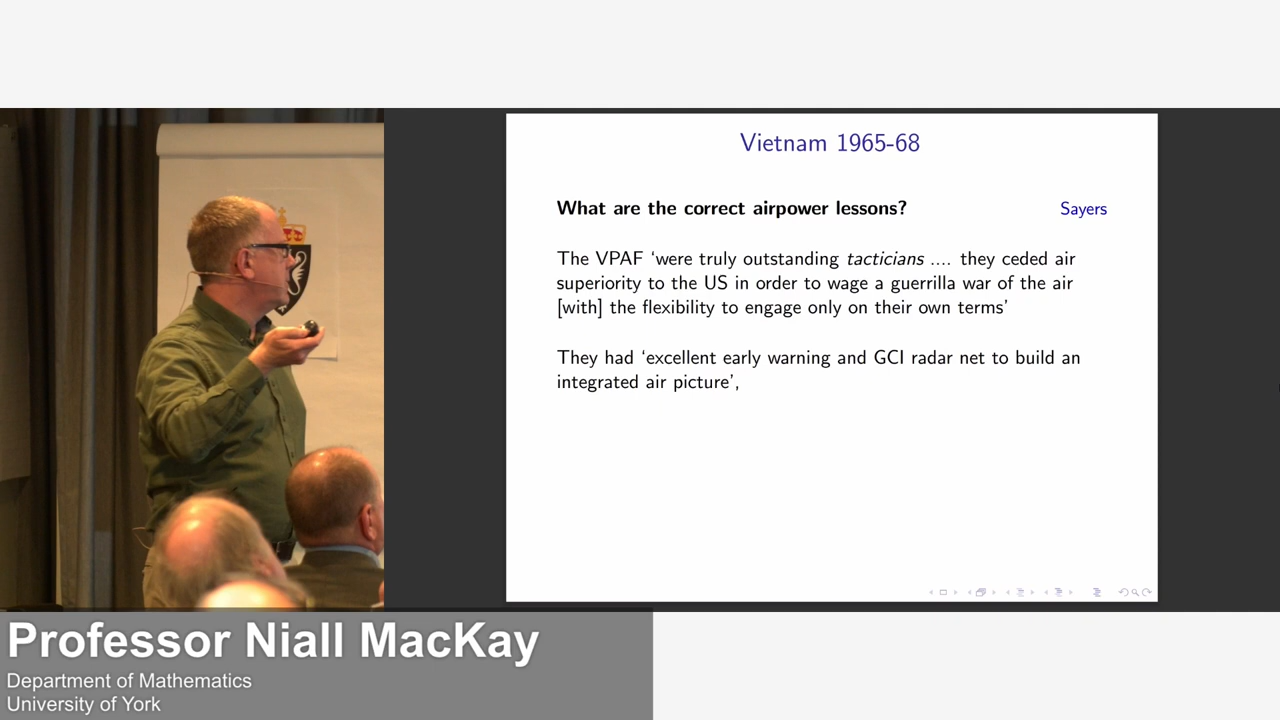 Vietnam 1965-68
What are the correct airpower lessons? Sayers
The VPAF ‘were truly outstanding tacticians .... they ceded air
superiority to the US in order to wage a guerrilla war of the air
[with] the flexibility to engage only on their own terms’
They had ‘excellent early warning and GCI radar net to build an
integrated air picture’,
Professor Niall MacKay
Department of Mathematics
University of York